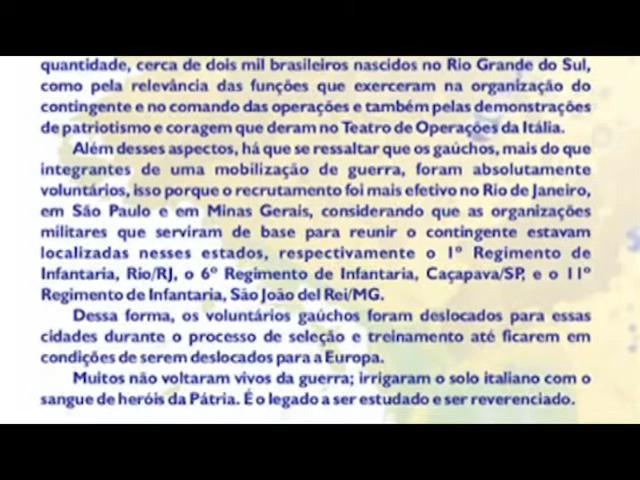 quantidade, cerca de dois mil brasileiros nascidos no Rio Grande do Sul,
como pela relevância das funções que exerceram na organização do
contingente e no comando das operações e também pelas demonstrações
de patriotismo e coragem que deram no Teatro de Operações da Itália.
Além desses aspectos, há que se ressaltar que os gaúchos, mais do que
integrantes de uma mobilização de guerra, foram absolutamente
voluntários, isso porque o recrutamento foi mais efetivo no Rio de Janeiro,
em São Paulo e em Minas Gerais, considerando que as organizações
militares que serviram de base para reunir o contingente estavam
localizadas nesses estados, respectivamente o 1º Regimento de
Infantaria, Rio/RJ, o 6º Regimento de Infantaria, Caçapava/SP, e o 11º
Regimento de Infantaria, São João del Rei/MG.
Dessa forma, os voluntários gaúchos foram deslocados para essas
cidades durante o processo de seleção e treinamento até ficarem em
condições de serem deslocados para a Europa.
Muitos não voltaram vivos da guerra; irrigaram o solo italiano com o
sangue de heróis da Pátria. É o legado a ser estudado e ser reverenciado.